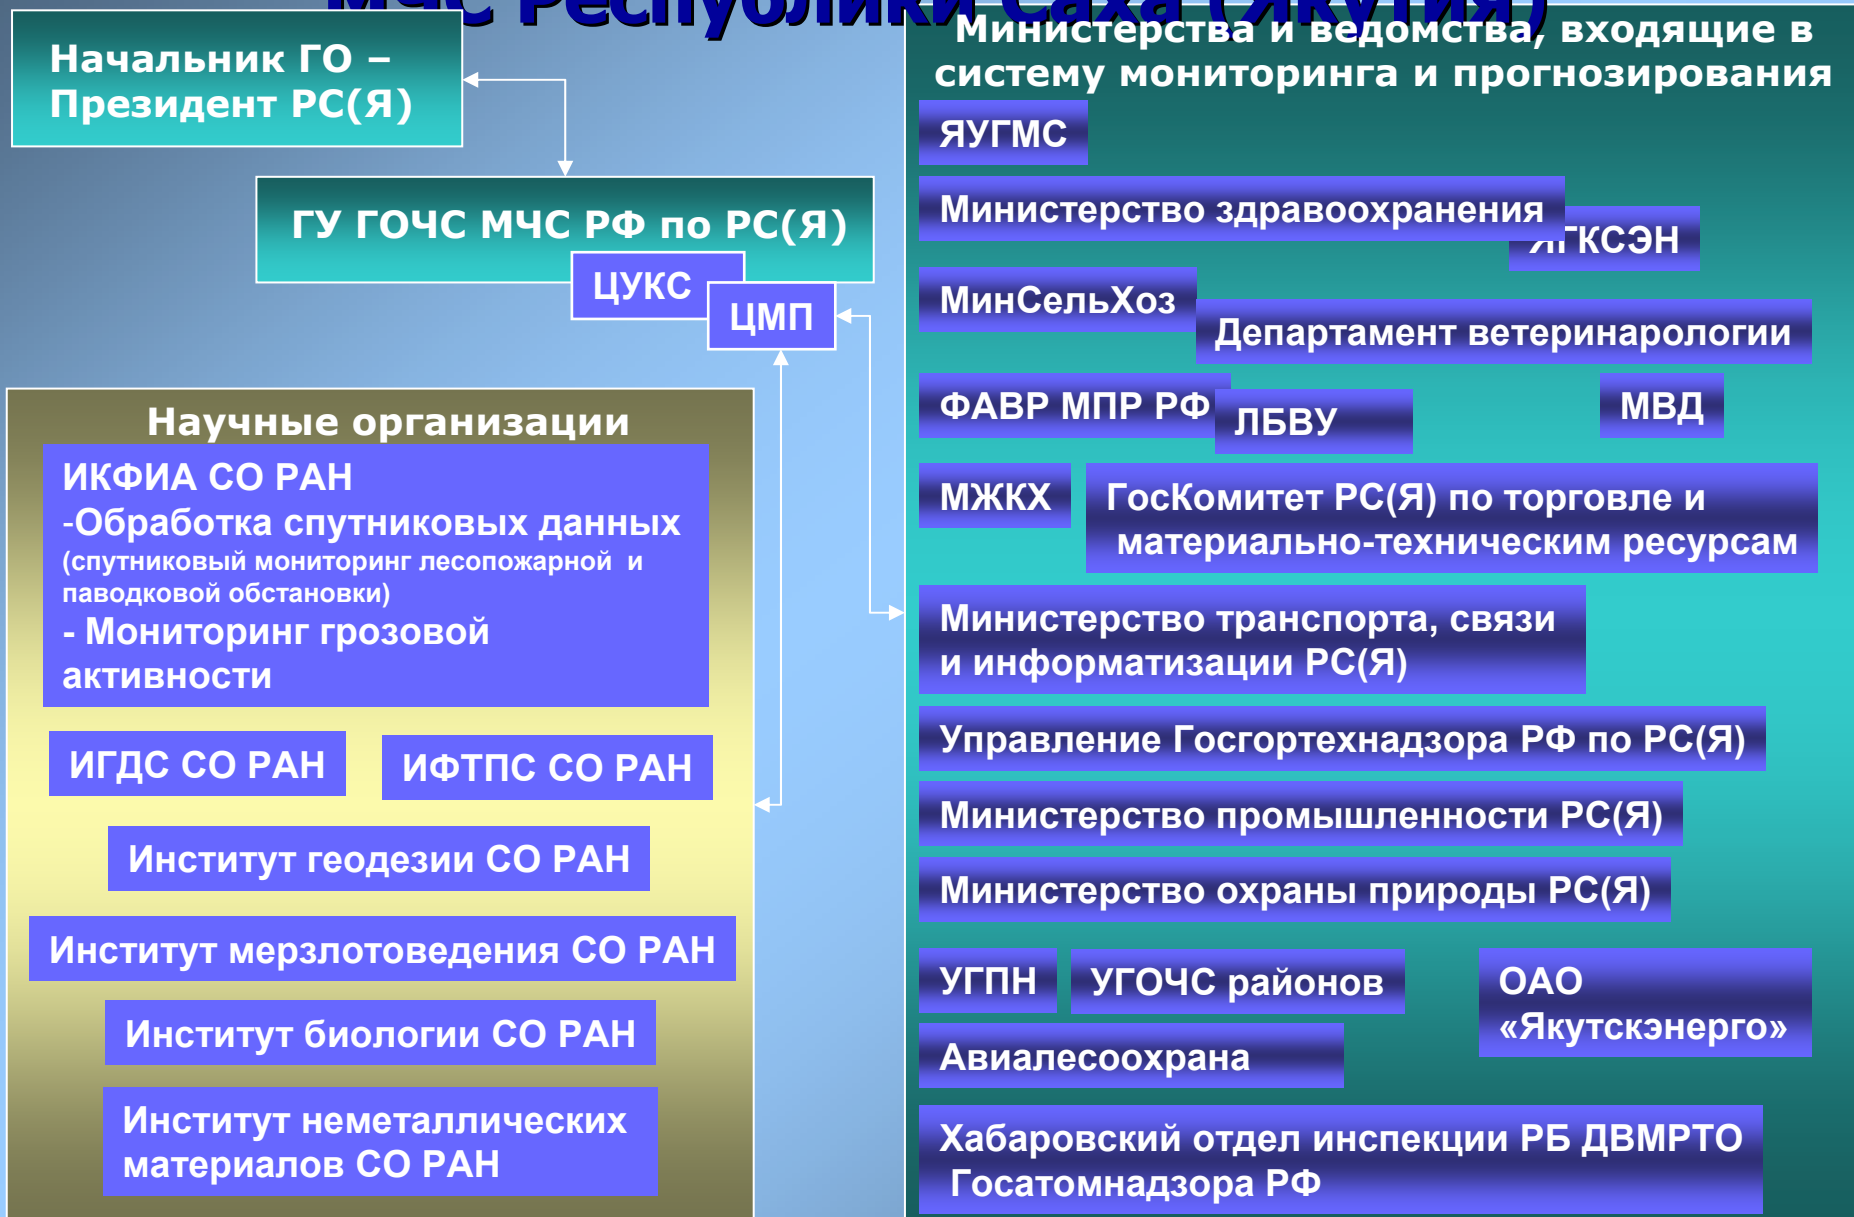 МЧС Республики Саха (Якутия)
Начальник ГО –
Президент РС(Я)
ГУ ГОЧС МЧС РФ по РС(Я)
ЦУКС
ЦМП
Научные организации
ИКФИА СО РАН
-Обработка спутниковых данных
(спутниковый мониторинг лесопожарной и
паводковой обстановки)
- Мониторинг грозовой
активности
ИГДС СО РАН
ИФТПС СО РАН
Институт геодезии СО РАН
Институт мерзлотоведения СО РАН
Институт биологии СО РАН
Институт неметаллических
материалов СО РАН
Министерства и ведомства, входящие в
систему мониторинга и прогнозирования
ЯУГМС
Министерство здравоохранения
ЯГКСЭН
МинСельХоз
Департамент ветеринарологии
ФАВР МПР РФ
ЛБВУ
МВД
МЖКХ
ГосКомитет РС(Я) по торговле и
материально-техническим ресурсам
Министерство транспорта, связи
и информатизации РС(Я)
Управление Госгортехнадзора РФ по РС(Я)
Министерство промышленности РС(Я)
Министерство охраны природы РС(Я)
УГПН
УГОЧС районов
ОАО
«Якутскэнерго»
Авиалесоохрана
Хабаровский отдел инспекции РБ ДВМРТО
Госатомнадзора РФ